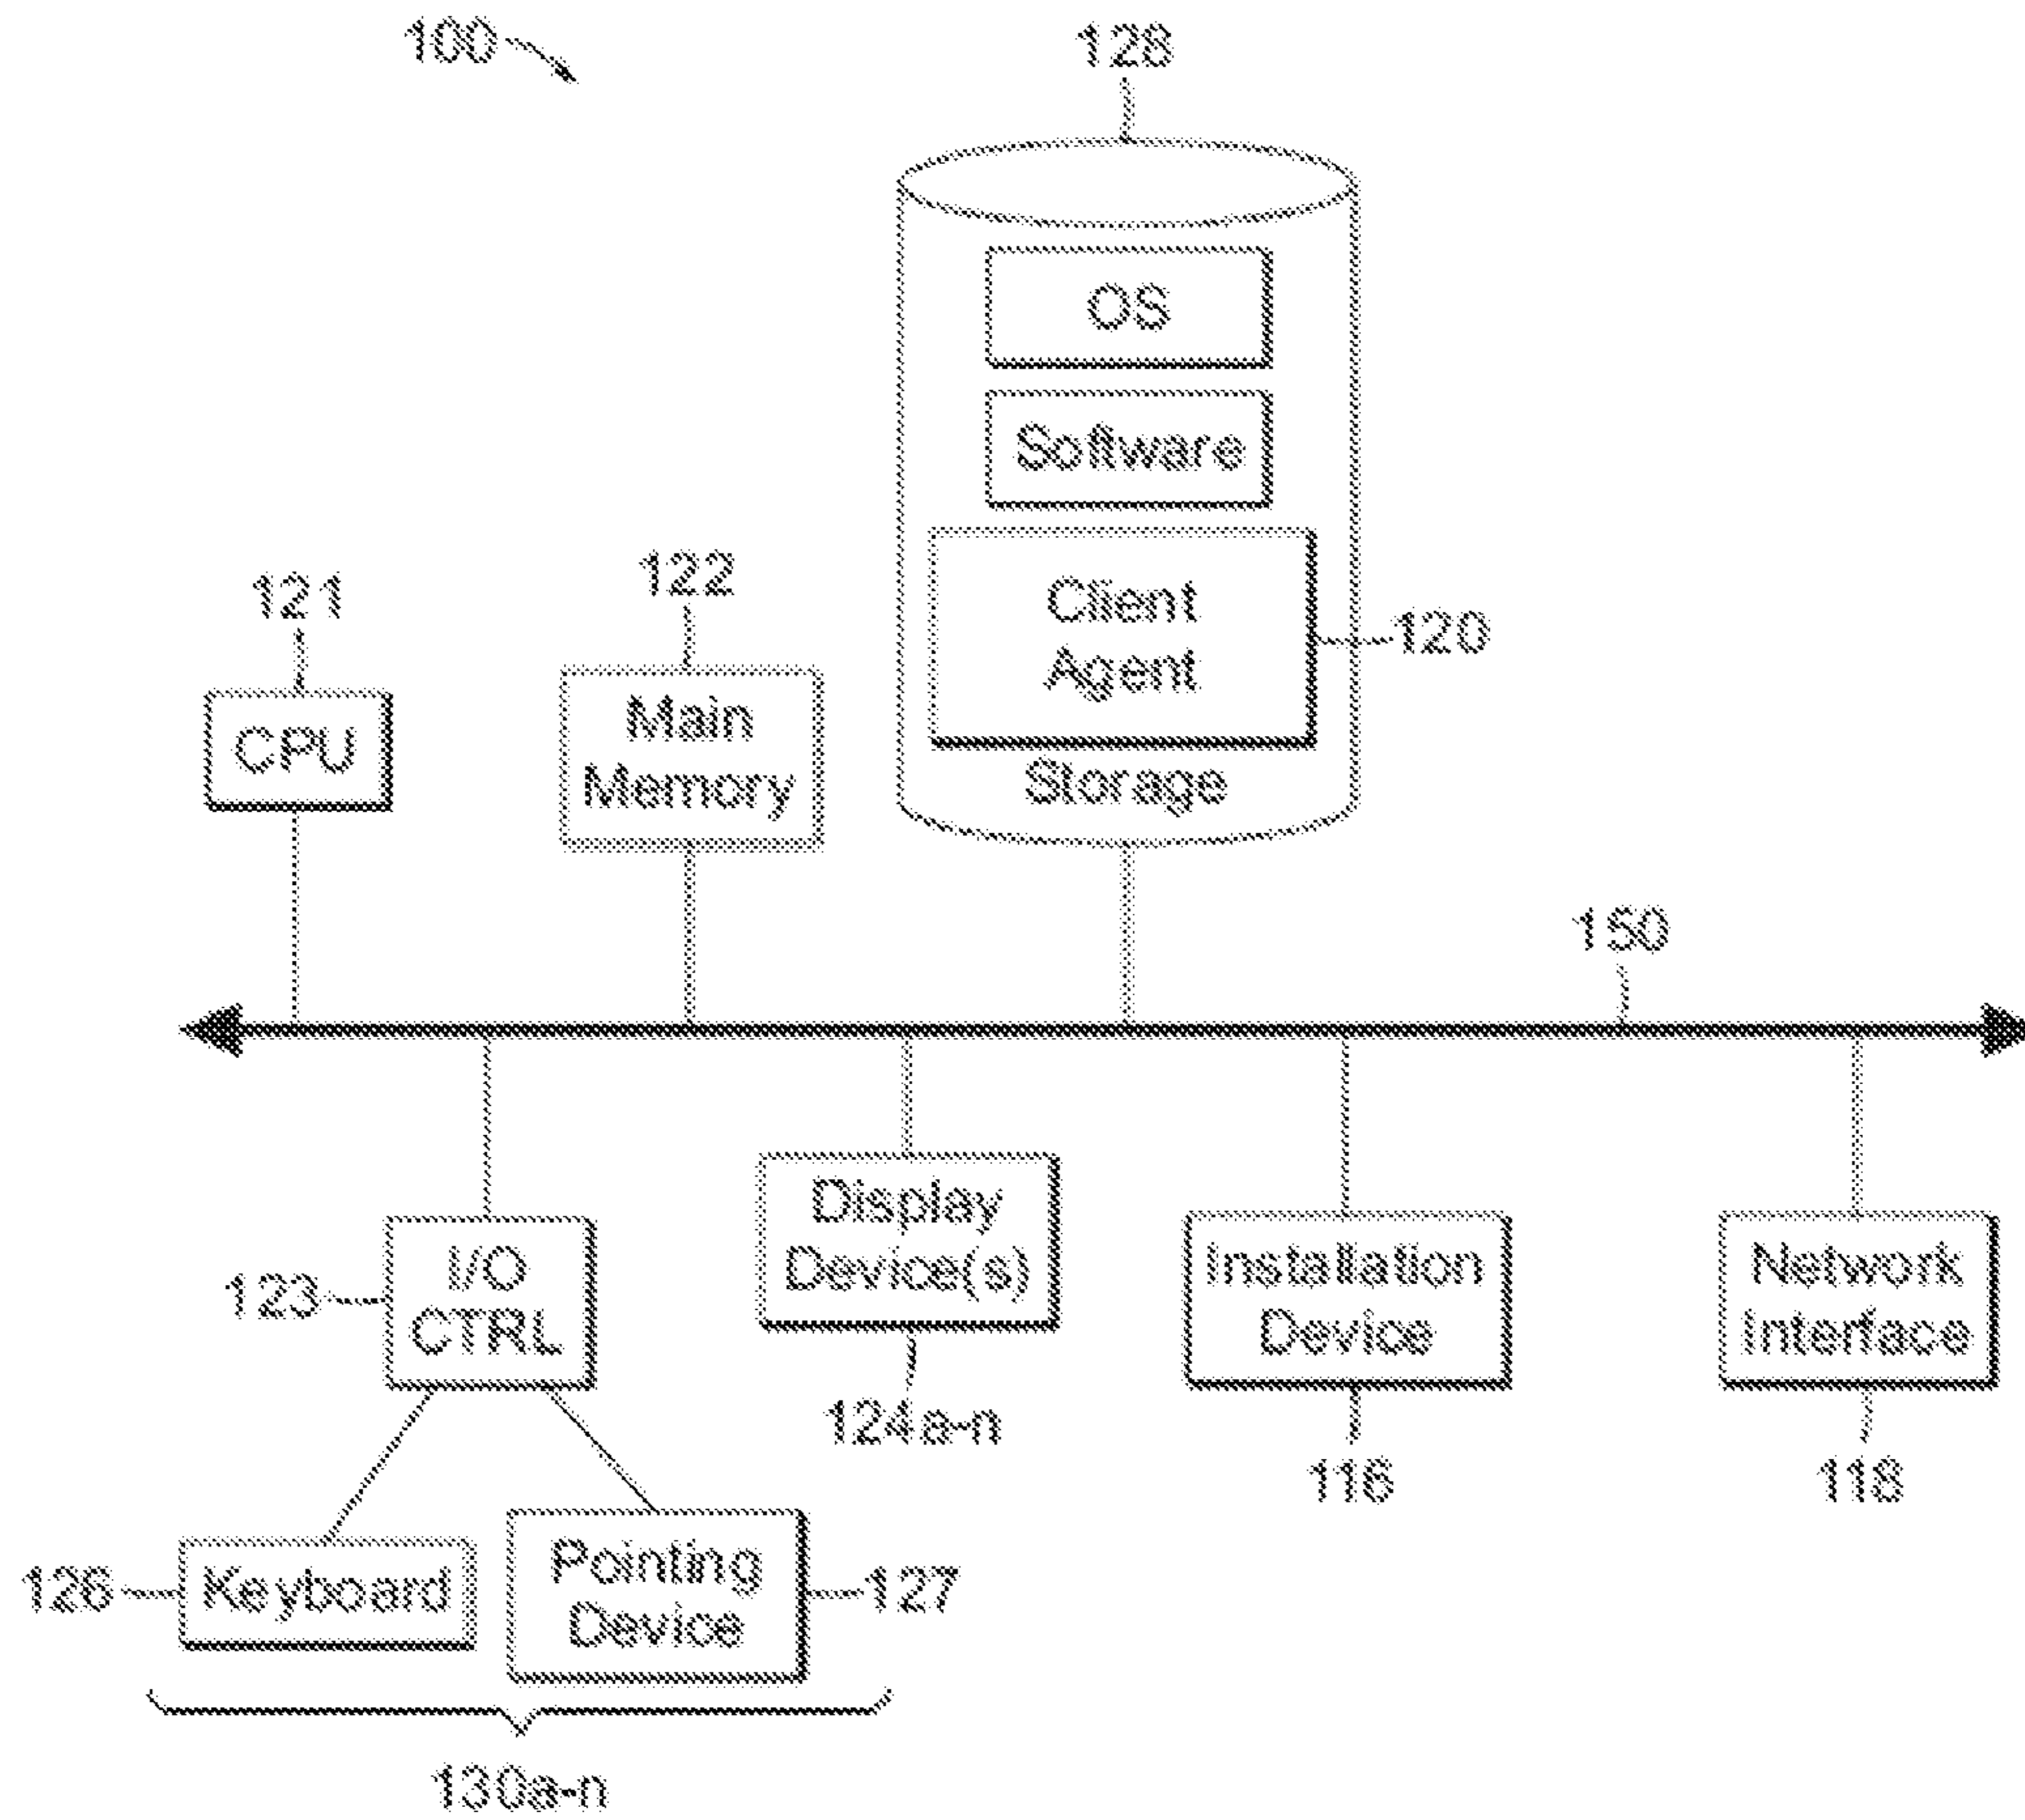 100
128
OS
Software
Client
Agent
120
Storage
121
CPU
122
Main
Memory
150
I/O
CTRL
123
Display
Device(s)
124a-n
Installation
Device
116
Network
Interface
118
126
Keyboard
Pointing
Device
127
130a-n